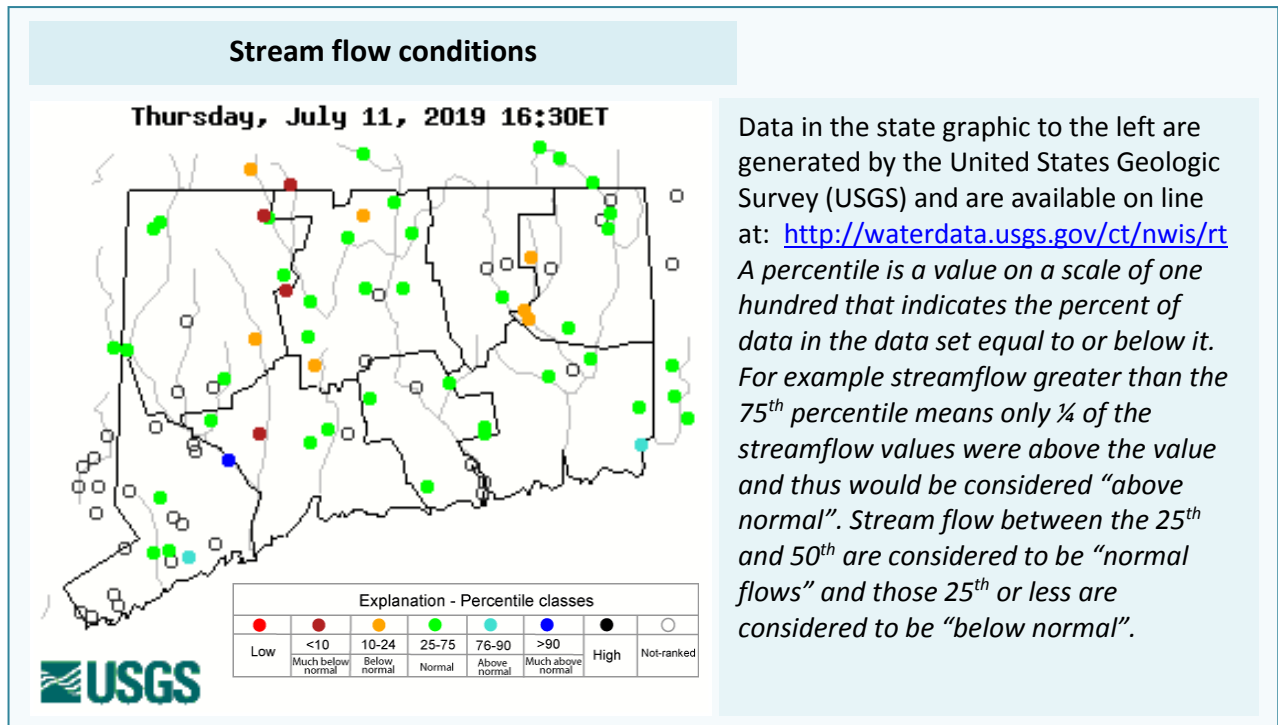 Stream flow conditions
Thursday, July 11, 2019 16:30ET
Explanation - Percentile classes
Low
<10
10-24
25-75
76-90
>90
High
Not-ranked
Much below
normal
Below
normal
Normal
Above
normal
Much above
normal
USGS
Data in the state graphic to the left are
generated by the United States Geologic
Survey (USGS) and are available on line
at: http://waterdata.usgs.gov/ct/nwis/rt
A percentile is a value on a scale of one
hundred that indicates the percent of
data in the data set equal to or below it.
For example streamflow greater than the
75th percentile means only ¼ of the
streamflow values were above the value
and thus would be considered “above
normal”. Stream flow between the 25th
and 50th are considered to be “normal
flows” and those 25th or less are
considered to be “below normal”.